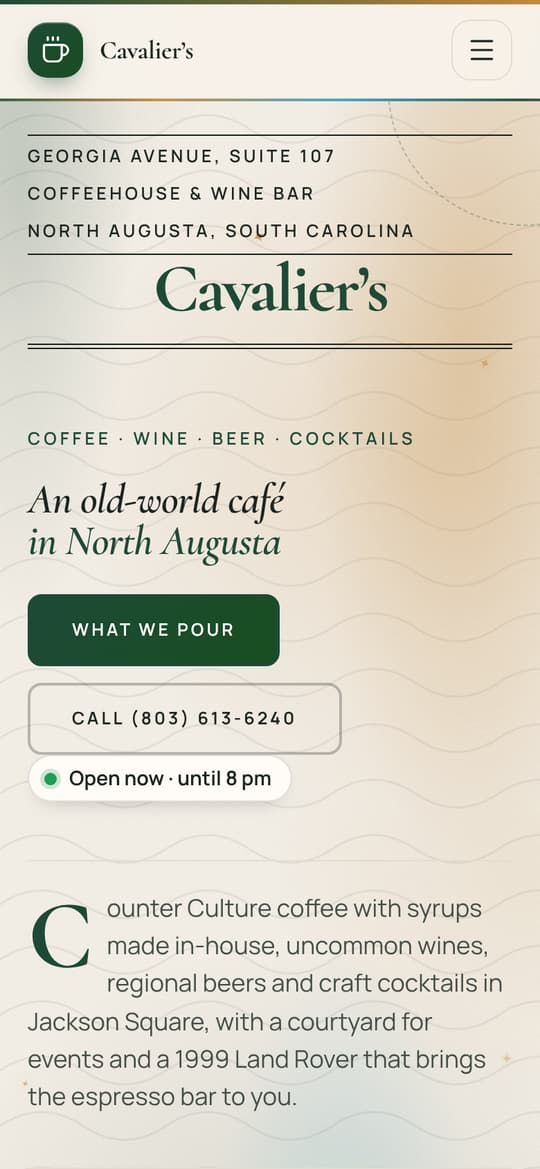 Cavalier’s
GEORGIA AVENUE, SUITE 107
COFFEEHOUSE & WINE BAR
NORTH AUGUSTA, SOUTH CAROLINA
Cavalier’s
COFFEE · WINE · BEER · COCKTAILS
An old-world café
in North Augusta
WHAT WE POUR
CALL (803) 613-6240
Open now · until 8 pm
Counter Culture coffee with syrups
made in-house, uncommon wines,
regional beers and craft cocktails in
Jackson Square, with a courtyard for
events and a 1999 Land Rover that brings
the espresso bar to you.